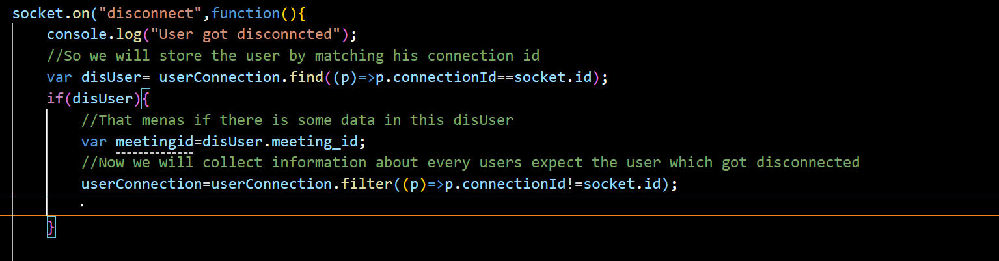 socket.on("disconnect",function(){
console.log("User got disconncted");
//So we will store the user by matching his connection id
var disUser= userConnection.find((p)=>p.connectionId==socket.id);
if(disUser){
//That menas if there is some data in this disUser
var meetingid=disUser.meeting_id;
//Now we will collect information about every users expect the user which got disconnected
userConnection=userConnection.filter((p)=>p.connectionId!=socket.id);
.
}